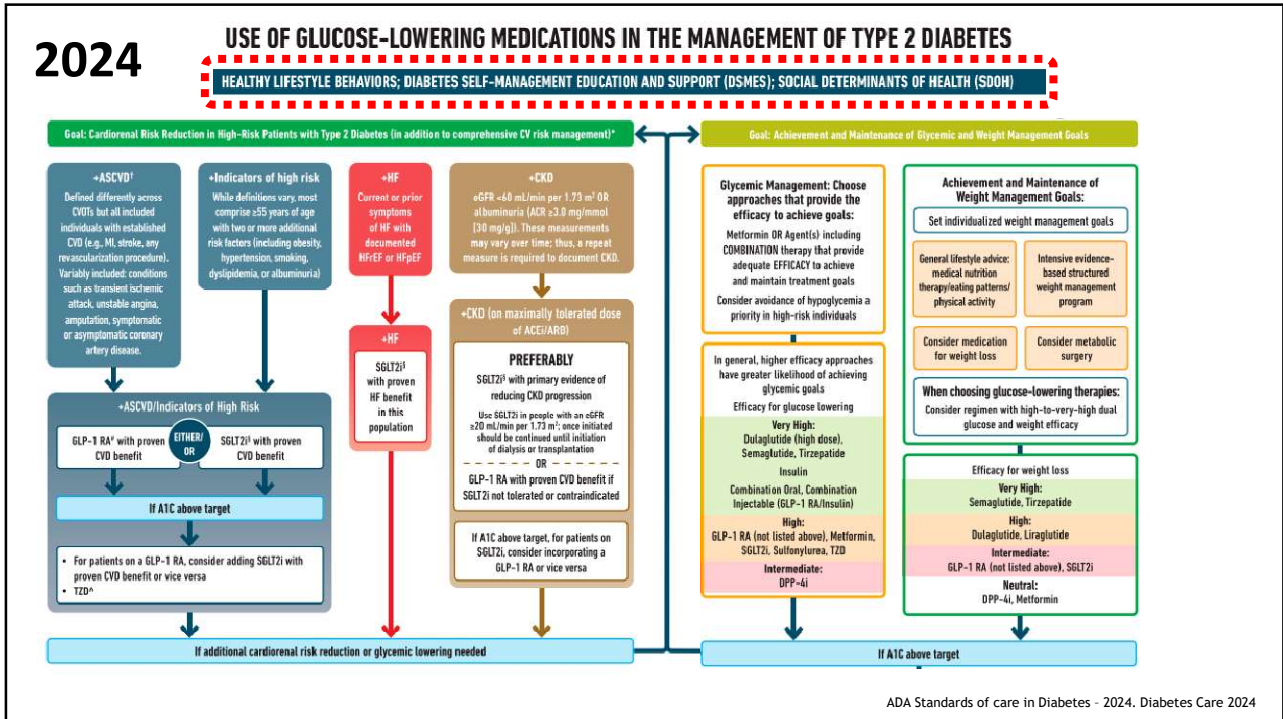 2024
USE OF GLUCOSE-LOWERING MEDICATIONS IN THE MANAGEMENT OF TYPE 2 DIABETES
HEALTHY LIFESTYLE BEHAVIORS; DIABETES SELF-MANAGEMENT EDUCATION AND SUPPORT (DSMES); SOCIAL DETERMINANTS OF HEALTH (SDOH)
Goal: Cardiorenal Risk Reduction in High-Risk Patients with Type 2 Diabetes (in addition to comprehensive CV risk management)*
+ASCVD†
Defined differently across
CVOTs but all included
individuals with established
CVD (e.g., MI, stroke, any
revascularization procedure).
Variably included: conditions
such as transient ischemic
attack, unstable angina,
amputation, symptomatic
or asymptomatic coronary
artery disease.
+Indicators of high risk
While definitions vary, most
comprise ≥55 years of age
with two or more additional
risk factors (including obesity,
hypertension, smoking,
dyslipidemia, or albuminuria)
+HF
Current or prior
symptoms
of HF with
documented
HFrEF or HFpEF
+CKD
eGFR <60 mL/min per 1.73 m² OR
albuminuria (ACR ≥3.0 mg/mmol
[30 mg/g]). These measurements
may vary over time; thus, a repeat
measure is required to document CKD.
+ASCVD/Indicators of High Risk
GLP-1 RA# with proven
CVD benefit
EITHER/
OR
SGLT2i§ with proven
CVD benefit
If A1C above target
• For patients on a GLP-1 RA, consider adding SGLT2i with
proven CVD benefit or vice versa
• TZD^
+HF
SGLT2i§
with proven
HF benefit
in this
population
+CKD (on maximally tolerated dose
of ACEi/ARB)
PREFERABLY
SGLT2i§ with primary evidence of
reducing CKD progression
Use SGLT2i in people with an eGFR
≥20 mL/min per 1.73 m²; once initiated
should be continued until initiation
of dialysis or transplantation
OR
GLP-1 RA with proven CVD benefit if
SGLT2i not tolerated or contraindicated
If A1C above target, for patients on
SGLT2i, consider incorporating a
GLP-1 RA or vice versa
If additional cardiorenal risk reduction or glycemic lowering needed
Goal: Achievement and Maintenance of Glycemic and Weight Management Goals
Glycemic Management: Choose
approaches that provide the
efficacy to achieve goals:
Metformin OR Agent(s) including
COMBINATION therapy that provide
adequate EFFICACY to achieve
and maintain treatment goals
Consider avoidance of hypoglycemia a
priority in high-risk individuals
In general, higher efficacy approaches
have greater likelihood of achieving
glycemic goals
Efficacy for glucose lowering
Very High:
Dulaglutide (high dose),
Semaglutide, Tirzepatide
Insulin
Combination Oral, Combination
Injectable (GLP-1 RA/Insulin)
High:
GLP-1 RA (not listed above), Metformin,
SGLT2i, Sulfonylurea, TZD
Intermediate:
DPP-4i
Achievement and Maintenance of
Weight Management Goals:
Set individualized weight management goals
General lifestyle advice:
medical nutrition
therapy/eating patterns/
physical activity
Intensive evidence-
based structured
weight management
program
Consider medication
for weight loss
Consider metabolic
surgery
When choosing glucose-lowering therapies:
Consider regimen with high-to-very-high dual
glucose and weight efficacy
Efficacy for weight loss
Very High:
Semaglutide, Tirzepatide
High:
Dulaglutide, Liraglutide
Intermediate:
GLP-1 RA (not listed above), SGLT2i
Neutral:
DPP-4i, Metformin
If A1C above target
ADA Standards of care in Diabetes - 2024. Diabetes Care 2024